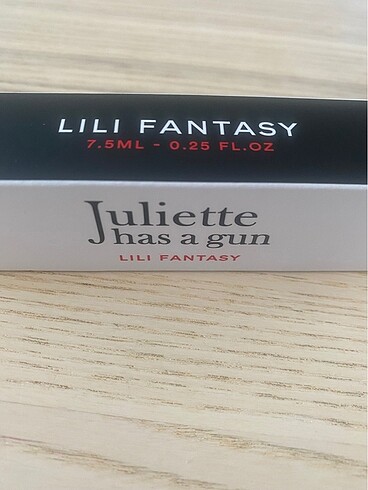 LILI FANTASY
7.5ML - 0.25 FL.OZ
Juliette
has a gun
LILI FANTASY